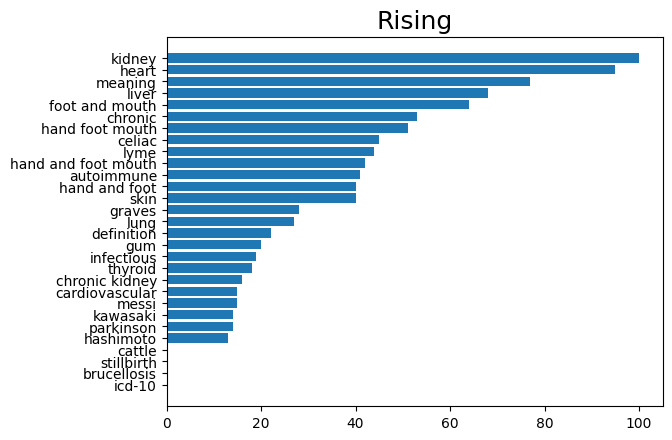 Rising
kidney
heart
meaning
liver
foot and mouth
chronic
hand foot mouth
celiac
lyme
hand and foot mouth
autoimmune
hand and foot
skin
graves
lung
definition
gum
infectious
thyroid
chronic kidney
cardiovascular
messi
kawasaki
parkinson
hashimoto
cattle
stillbirth
brucellosis
icd-10
0 20 40 60 80 100